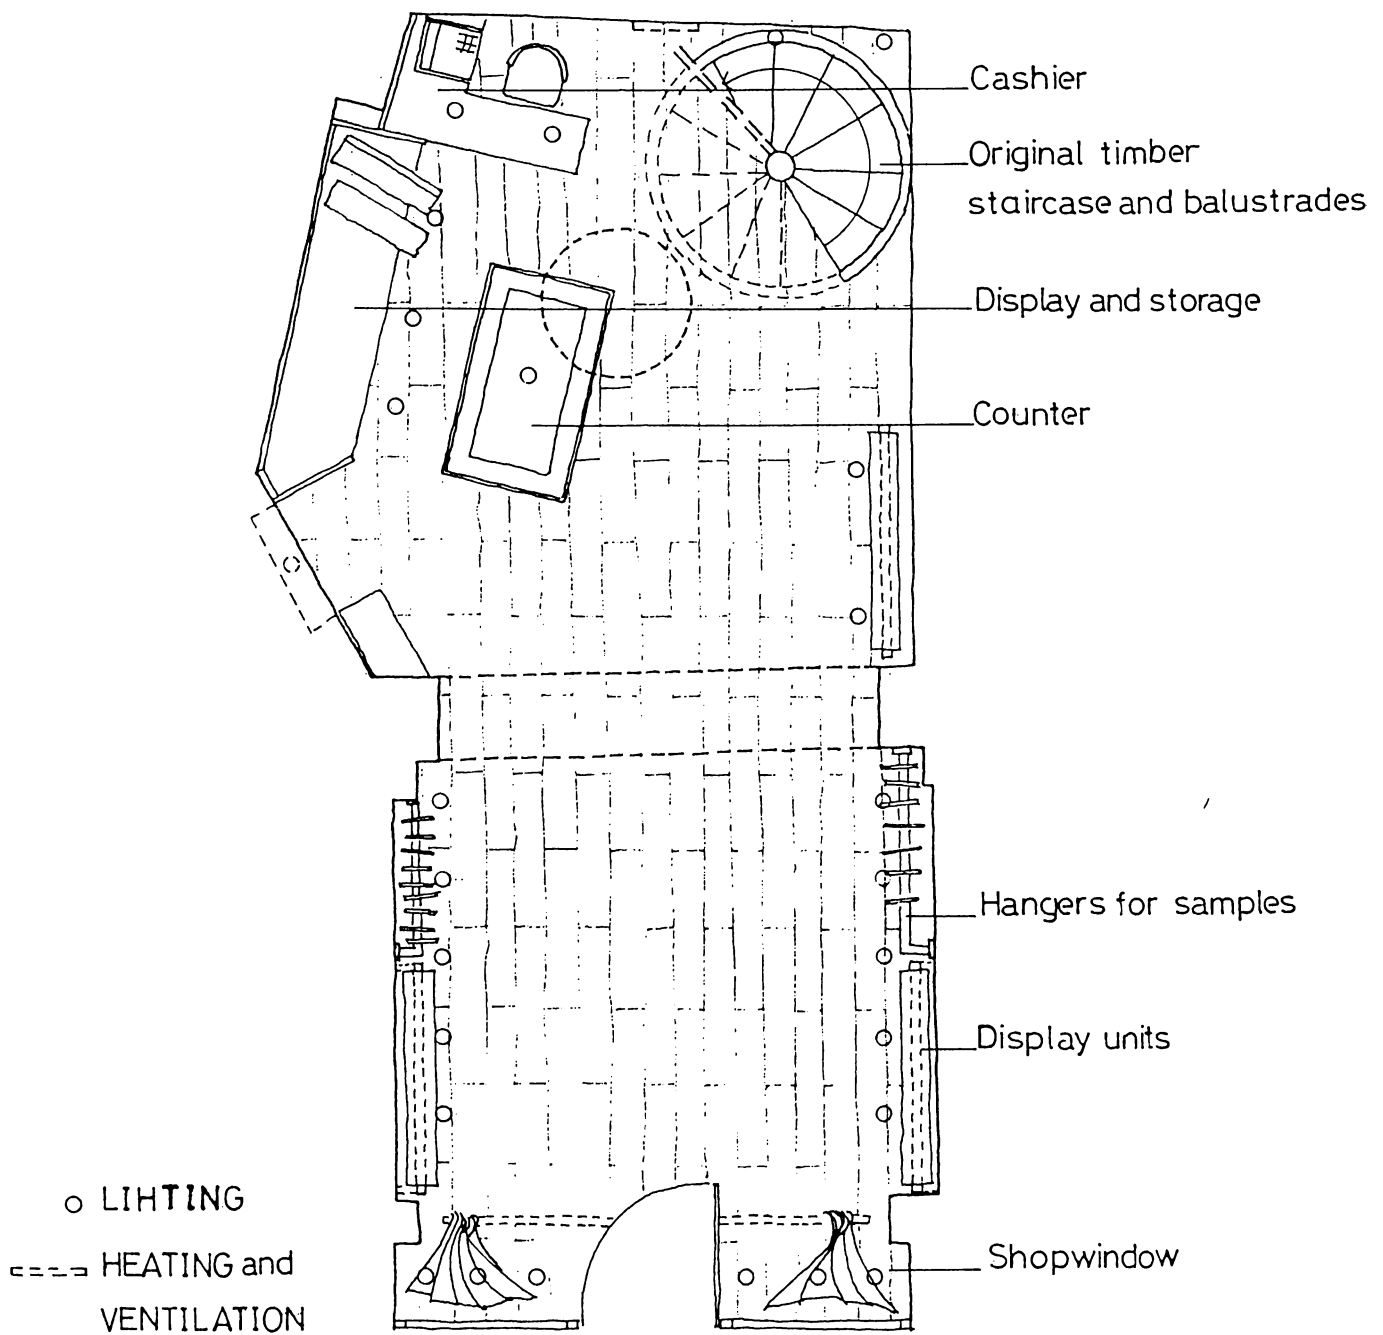 Cashier
Original timber
staircase and balustrades
Display and storage
Counter
Hangers for samples
Display units
Shopwindow
LIHTING
HEATING and
VENTILATION